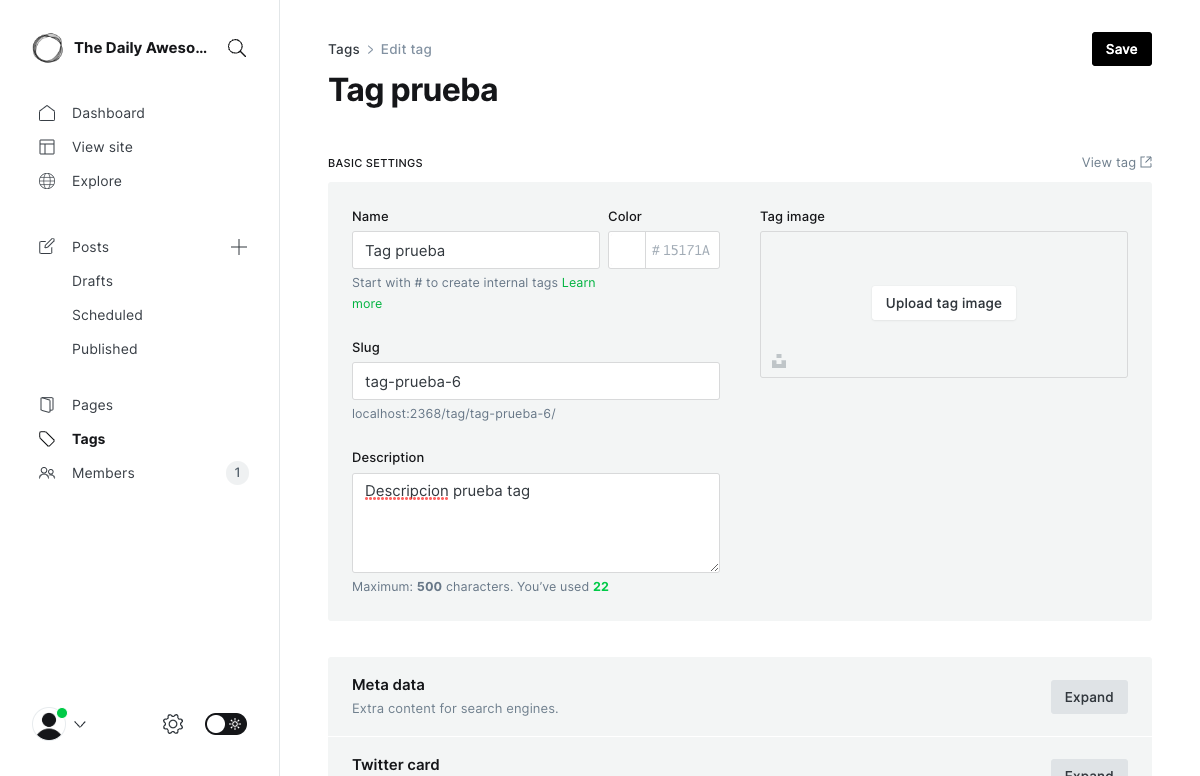 The Daily Aweso...
Dashboard
View site
Explore
Posts
Drafts
Scheduled
Published
Pages
Tags
Members 1
Tags > Edit tag
Save
Tag prueba
BASIC SETTINGS
View tag
Name
Tag prueba
Start with # to create internal tags Learn
more
Color
# 15171A
Slug
tag-prueba-6
localhost:2368/tag/tag-prueba-6/
Description
Descripcion prueba tag
Maximum: 500 characters. You’ve used 22
Tag image
Upload tag image
Meta data
Extra content for search engines.
Expand
Twitter card
Expand